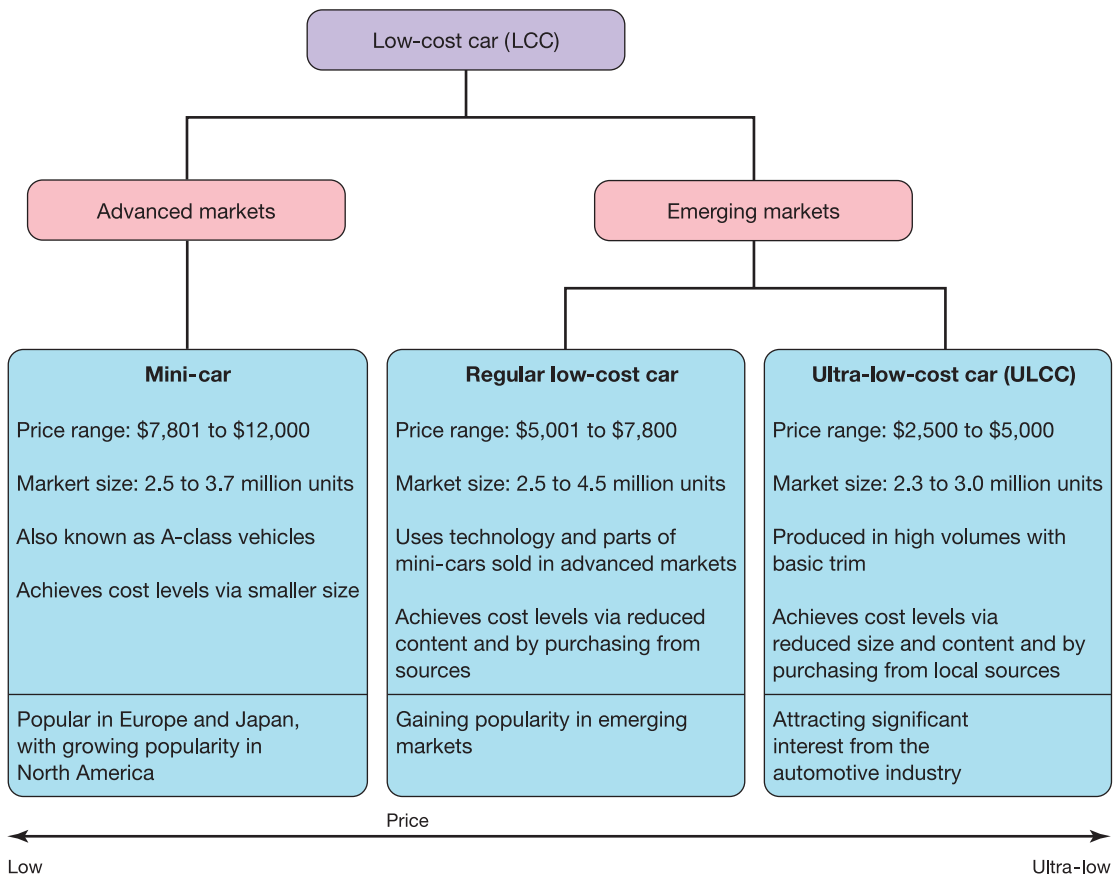 Low-cost car (LCC)
Advanced markets
Emerging markets
Mini-car
Price range: $7,801 to $12,000
Markert size: 2.5 to 3.7 million units
Also known as A-class vehicles
Achieves cost levels via smaller size
Popular in Europe and Japan,
with growing popularity in
North America
Regular low-cost car
Price range: $5,001 to $7,800
Market size: 2.5 to 4.5 million units
Uses technology and parts of
mini-cars sold in advanced markets
Achieves cost levels via reduced
content and by purchasing from
sources
Gaining popularity in emerging
markets
Ultra-low-cost car (ULCC)
Price range: $2,500 to $5,000
Market size: 2.3 to 3.0 million units
Produced in high volumes with
basic trim
Achieves cost levels via
reduced size and content and by
purchasing from local sources
Attracting significant
interest from the
automotive industry
Price
Low
Ultra-low